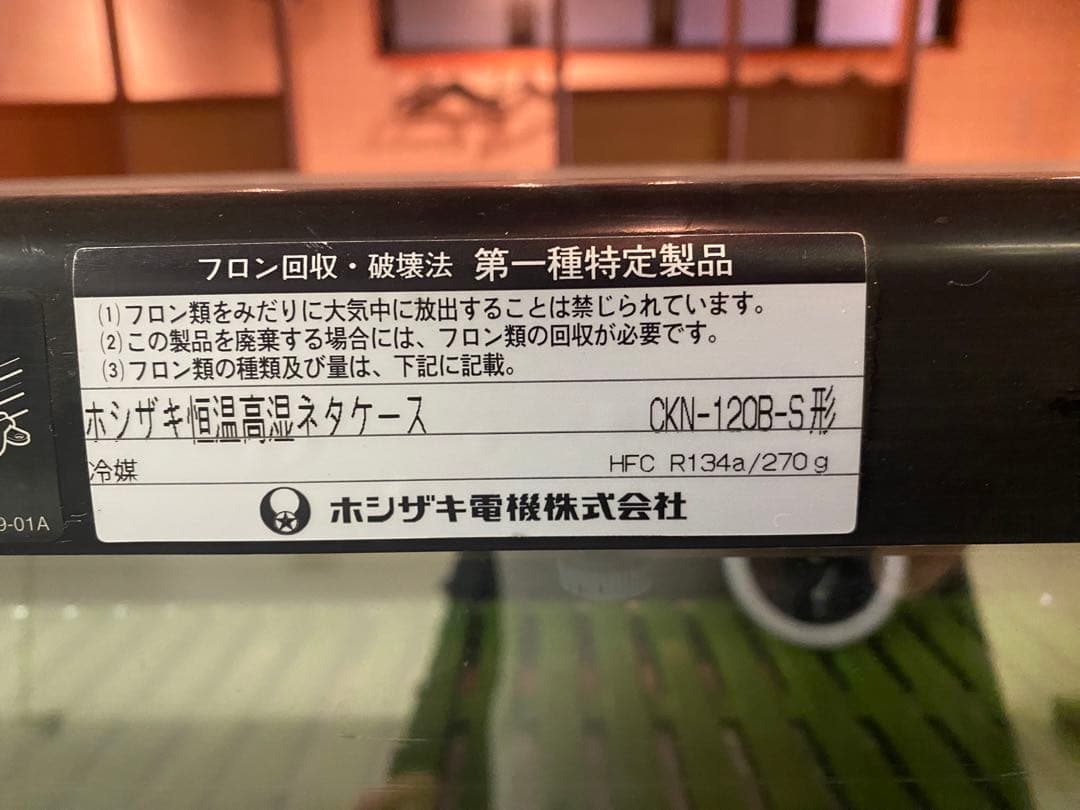 フロン回収・破壊法 第一種特定製品
(1)フロン類をみだりに大気中に放出することは禁じられています。
(2)この製品を廃棄する場合には、フロン類の回収が必要です。
(3)フロン類の種類及び量は、下記に記載。
ホシザキ恒温高湿ネタケース CKN-120B-S形
冷媒 HFC R134a/270g
ホシザキ電機株式会社
9-01A